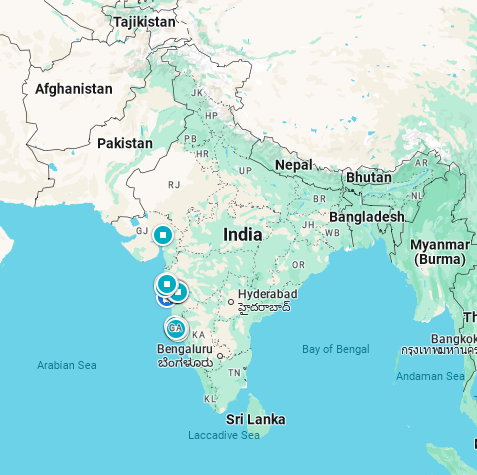 Tajikistan
Afghanistan
JK
HP
Pakistan
PB
HR
Nepal
AR
UP
Bhutan
RJ
NL
BR
Bangladesh
GJ
India
JH
WB
Myanmar
(Burma)
OR
Hyderabad
హైదరాబాద్
Th
GA
KA
Bangkok
กรุงเทพมหานคร
Bengaluru
ಬೆಂಗಳೂರು
Bay of Bengal
Arabian Sea
TN
Andaman Sea
KL
Sri Lanka
Laccadive Sea